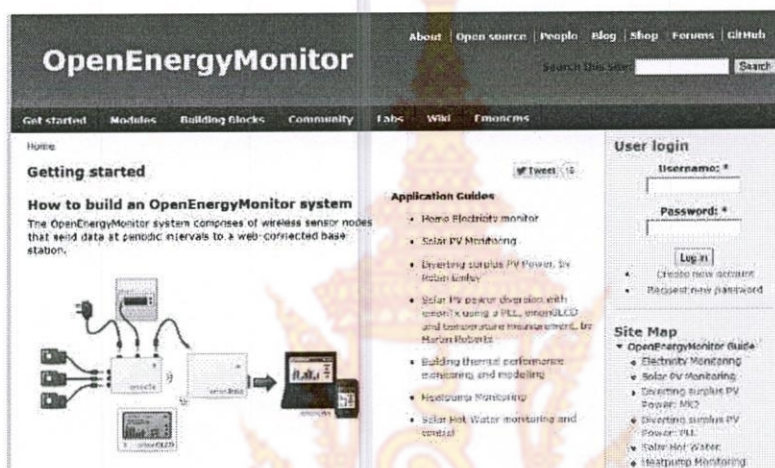 About | Open source | People | Blog | Shop | Forums | GitHub
OpenEnergyMonitor
Search this site: Search
Get started Modules Building Blocks Community Labs Wiki Emoncms
Home
Getting started
Tweet
How to build an OpenEnergyMonitor system
The OpenEnergyMonitor system comprises of wireless sensor nodes
that send data at periodic intervals to a web-connected base
station.
emonGLCD
Application Guides
Home Electricity monitor
Solar PV Monitoring
Diverting surplus PV Power, by
Robin Emley
Solar PV power diversion with
emonTx using a PLL, emonGLCD
and temperature measurement, by
Martin Roberts
Building thermal performance
monitoring and modelling
Heatpump Monitoring
Solar Hot Water monitoring and
control
User login
Username: *
Password: *
Log in
Create new account
Request new password
Site Map
OpenEnergyMonitor Guide
Electricity Monitoring
Solar PV Monitoring
Diverting surplus PV
Power: MK2
Diverting surplus PV
Power: PLL
Solar Hot Water
Heatpump Monitoring